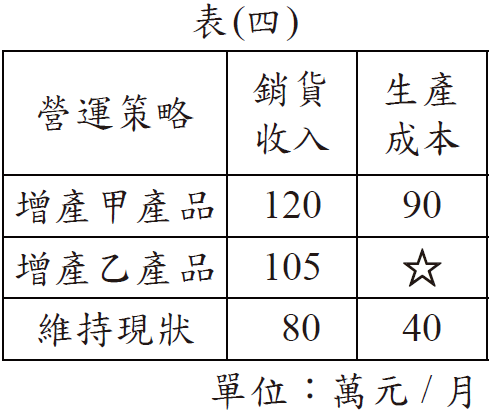 表(四)
營運策略 銷貨收入 生產成本
增產甲產品 120 90
增產乙產品 105 ☆
維持現狀 80 40
單位：萬元/月